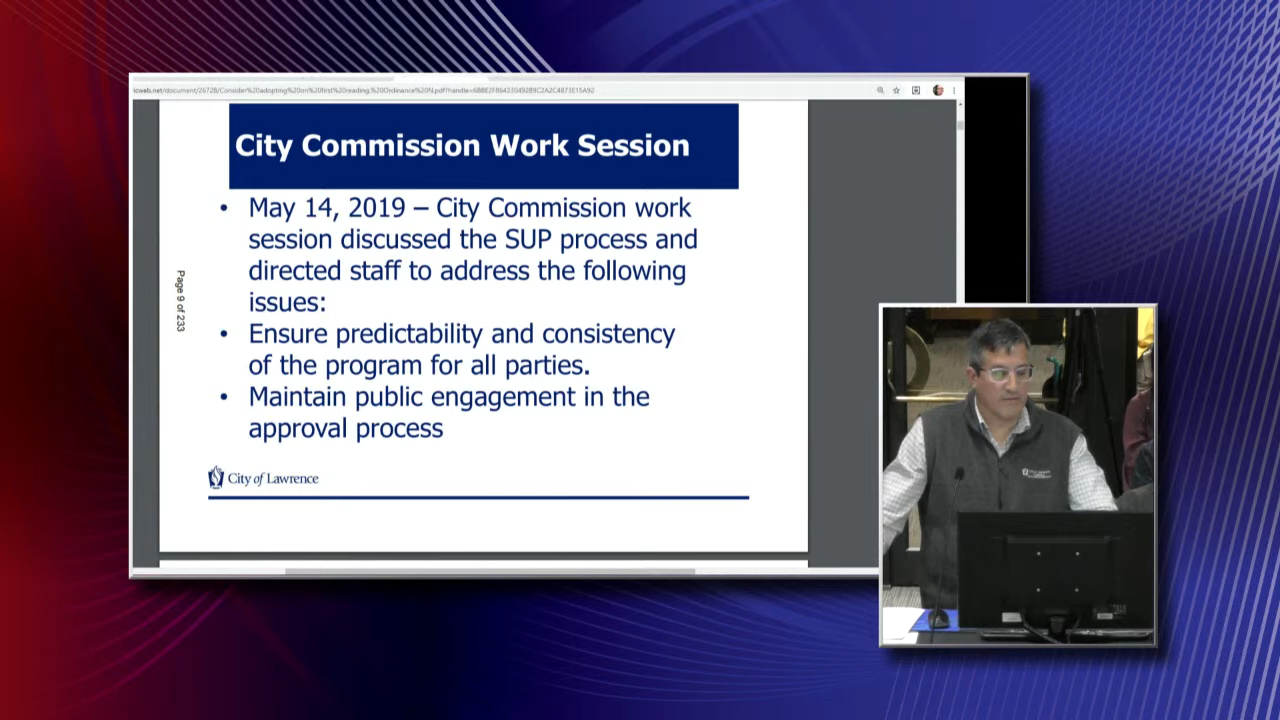 City Commission Work Session
• May 14, 2019 – City Commission work
session discussed the SUP process and
directed staff to address the following
issues:
• Ensure predictability and consistency
of the program for all parties.
• Maintain public engagement in the
approval process
Page 9 of 233
City of Lawrence